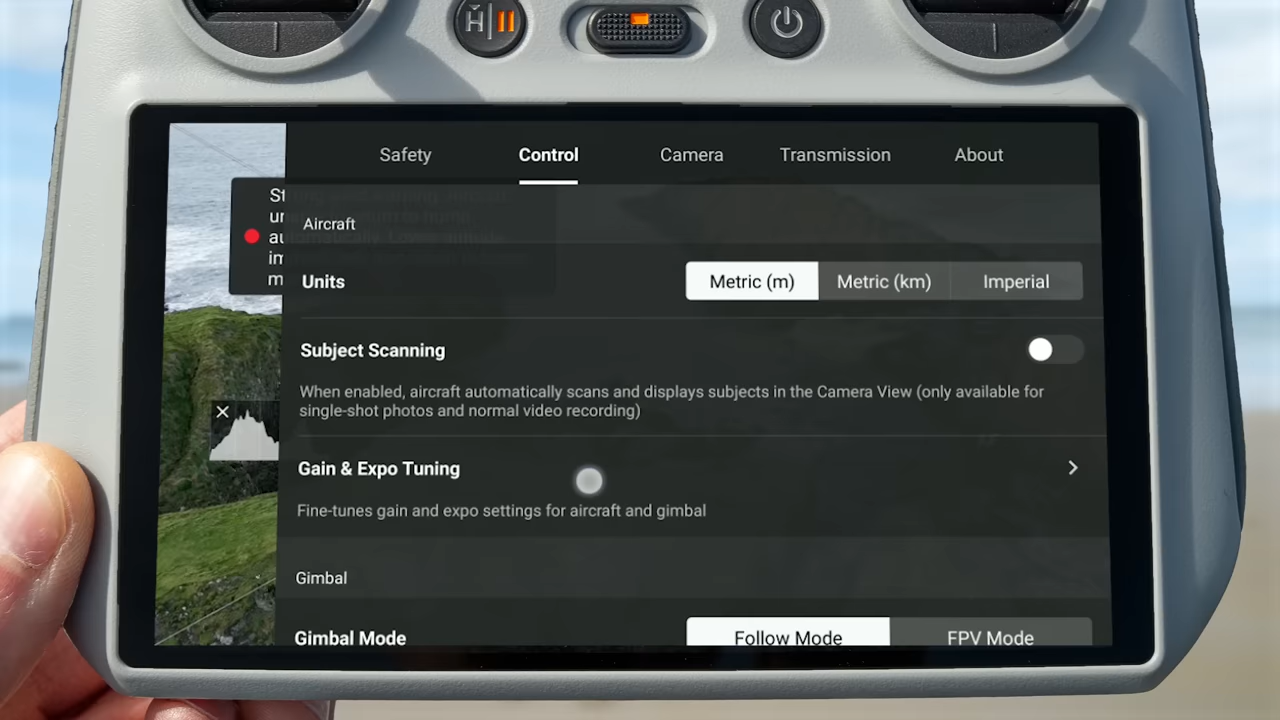 H
Safety Control Camera Transmission About
Aircraft
Units Metric (m) Metric (km) Imperial
Subject Scanning
When enabled, aircraft automatically scans and displays subjects in the Camera View (only available for
single-shot photos and normal video recording)
Gain & Expo Tuning
Fine-tunes gain and expo settings for aircraft and gimbal
Gimbal
Gimbal Mode Follow Mode FPV Mode